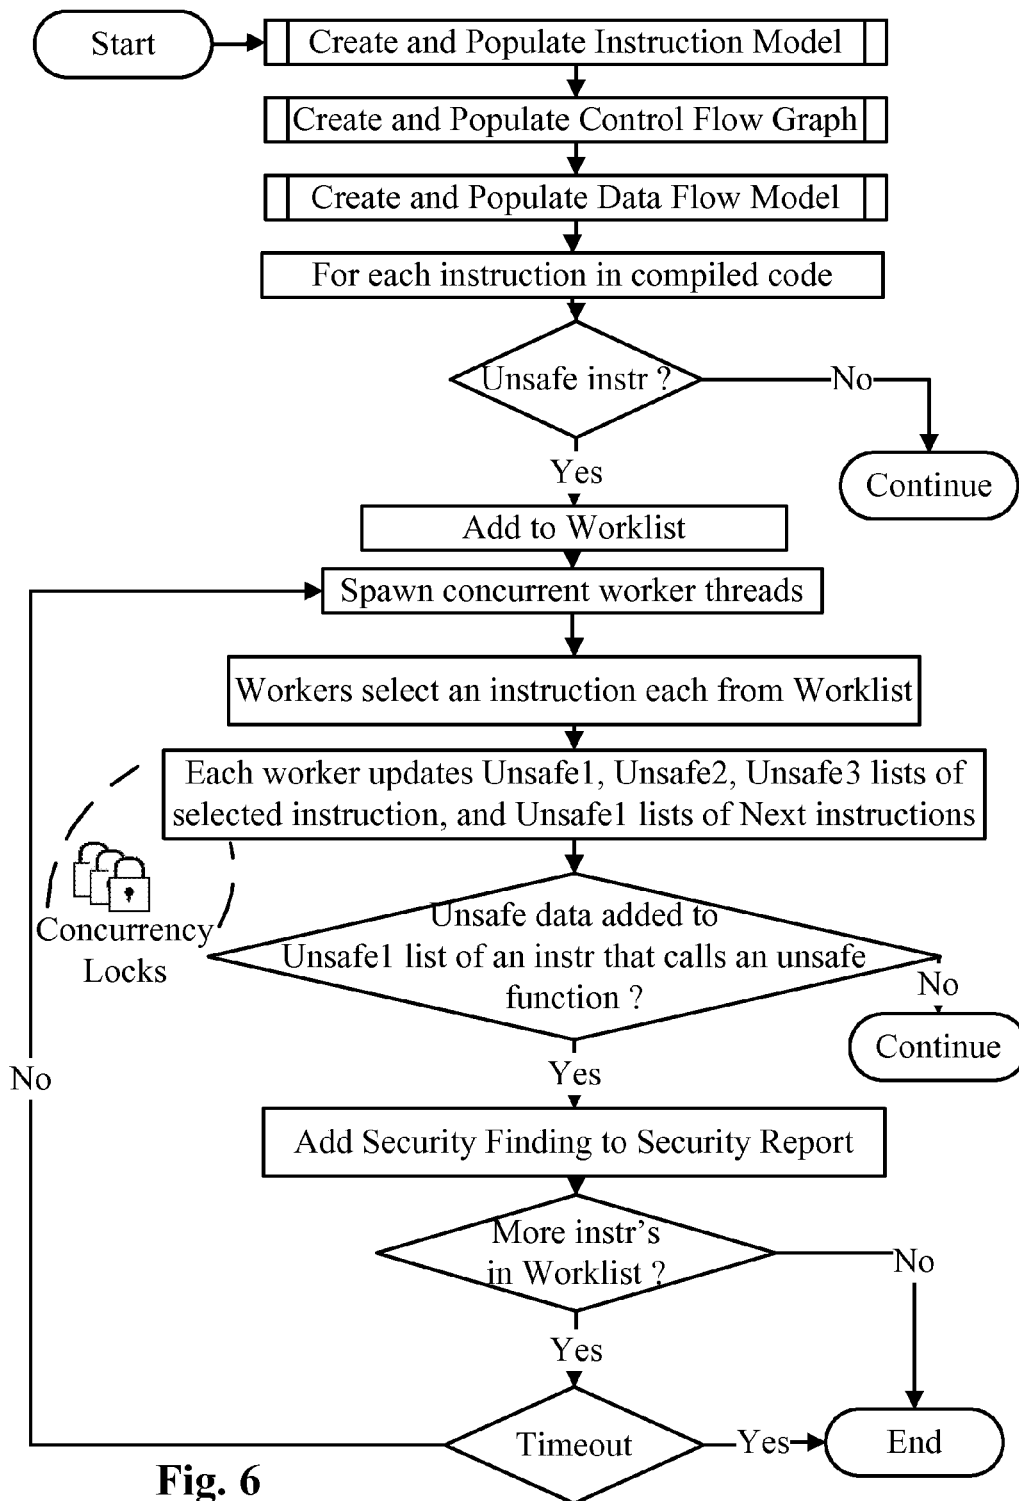 Start
Create and Populate Instruction Model
Create and Populate Control Flow Graph
Create and Populate Data Flow Model
For each instruction in compiled code
Unsafe instr ?
No
Continue
Yes
Add to Worklist
Spawn concurrent worker threads
Workers select an instruction each from Worklist
Each worker updates Unsafe1, Unsafe2, Unsafe3 lists of
selected instruction, and Unsafe1 lists of Next instructions
Concurrency
Locks
Unsafe data added to
Unsafe1 list of an instr that calls an unsafe
function ?
No
Continue
Yes
No
Add Security Finding to Security Report
More instr's
in Worklist ?
No
Yes
Timeout
Yes
End
Fig. 6